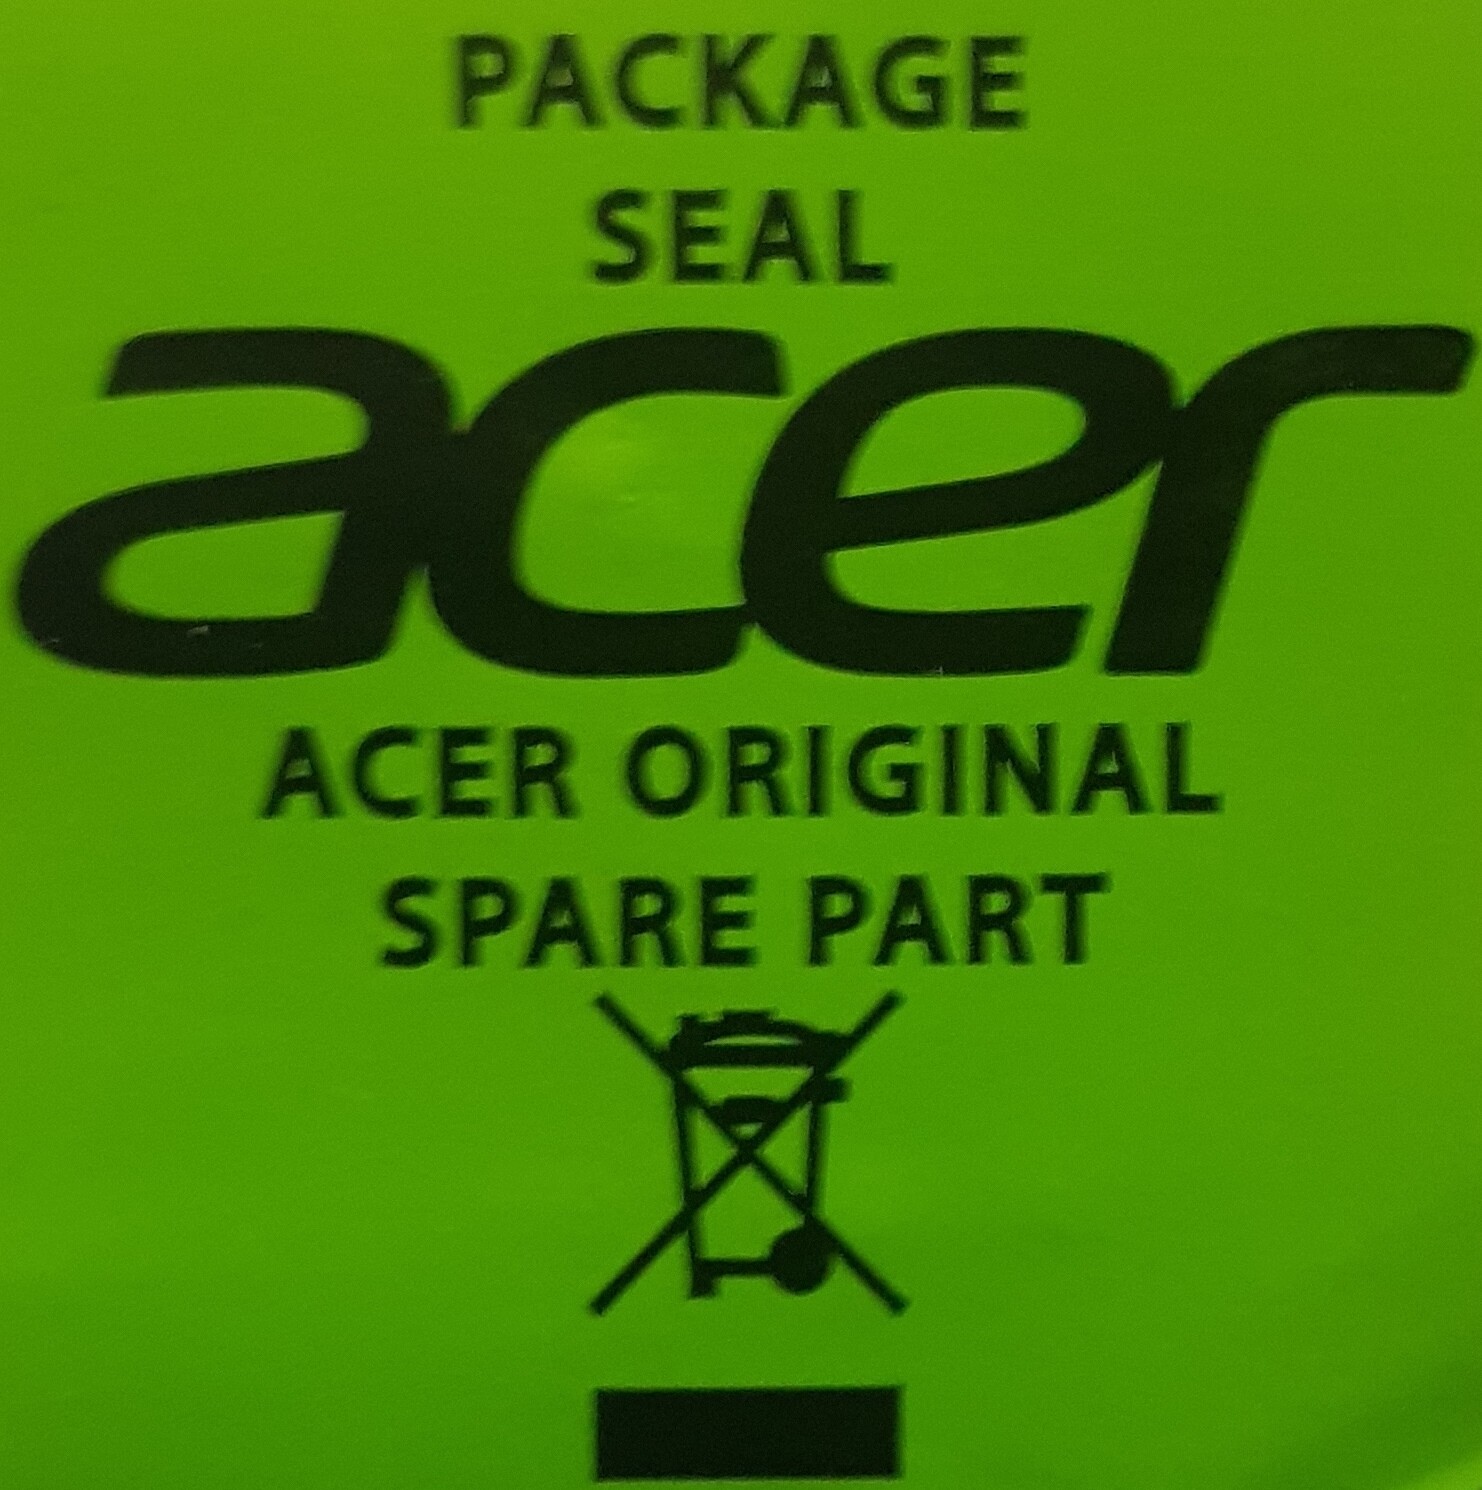 PACKAGE
SEAL
acer
ACER ORIGINAL
SPARE PART